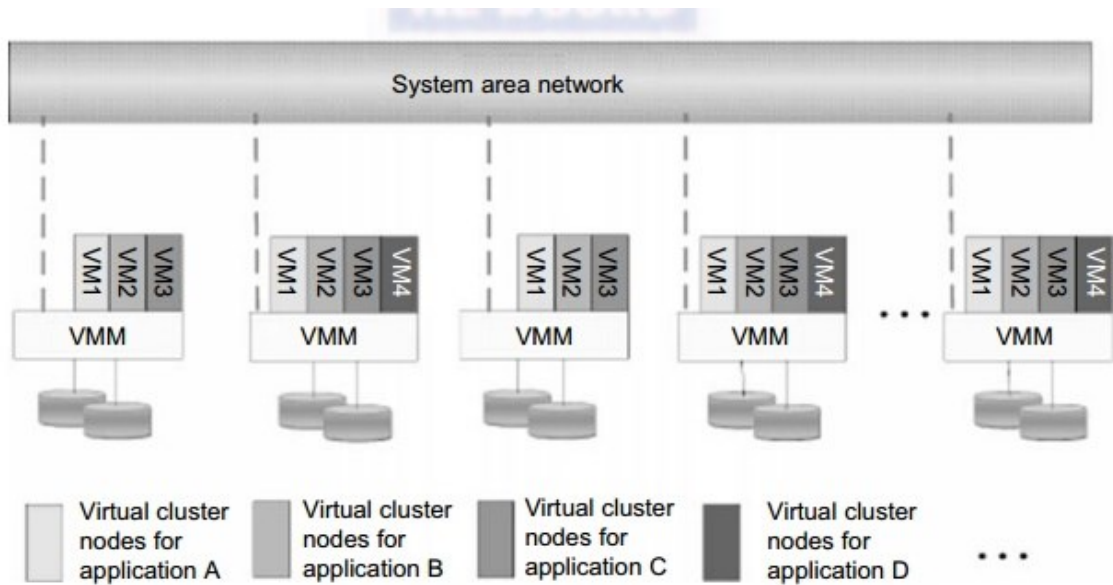 System area network
VM1
VM2
VM3
VM1
VM2
VM3
VM4
VM1
VM2
VM3
VM1
VM2
VM3
VM4
VM1
VM2
VM3
VM4
VMM
VMM
VMM
VMM
VMM
Virtual cluster
nodes for
application A
Virtual cluster
nodes for
application B
Virtual cluster
nodes for
application C
Virtual cluster
nodes for
application D